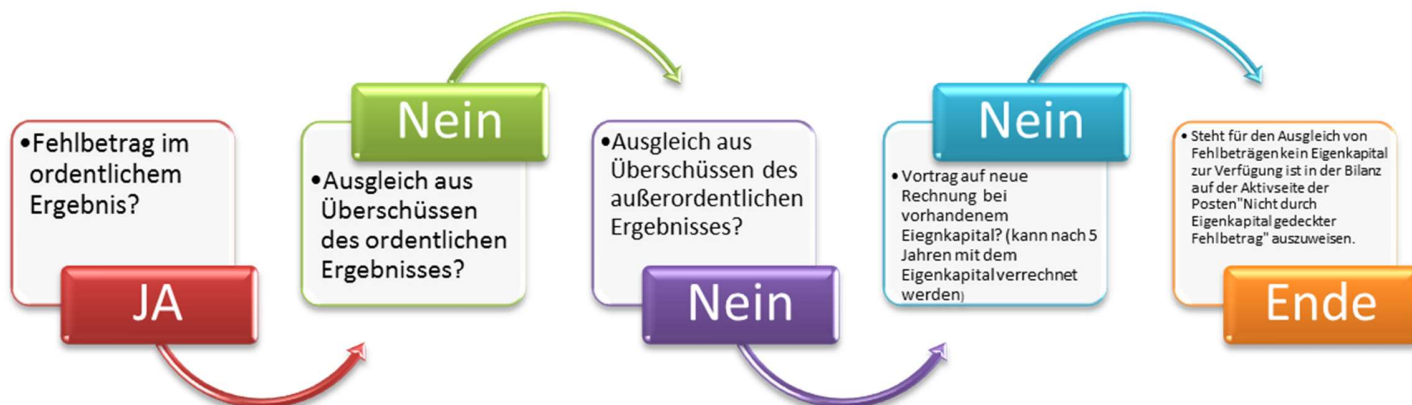 •Fehlbetrag im
ordentlichem
Ergebnis?
JA
Nein
•Ausgleich aus
Überschüssen
des ordentlichen
Ergebnisses?
•Ausgleich aus
Überschüssen des
außerordentlichen
Ergebnisses?
Nein
Nein
• Vortrag auf neue
Rechnung bei
vorhandenem
Eiegnkapital? (kann nach 5
Jahren mit dem
Eigenkapital verrechnet
werden)
• Steht für den Ausgleich von
Fehlbeträgen kein Eigenkapital
zur Verfügung ist in der Bilanz
auf der Aktivseite der
Posten"Nicht durch
Eigenkapital gedeckter
Fehlbetrag" auszuweisen.
Ende